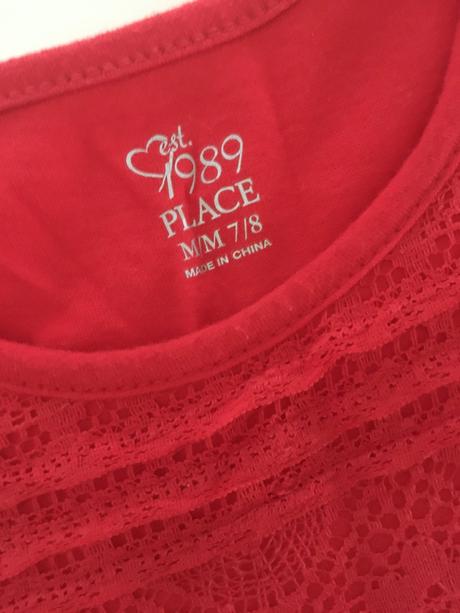 est.
1989
PLACE
M/M 7/8
MADE IN CHINA